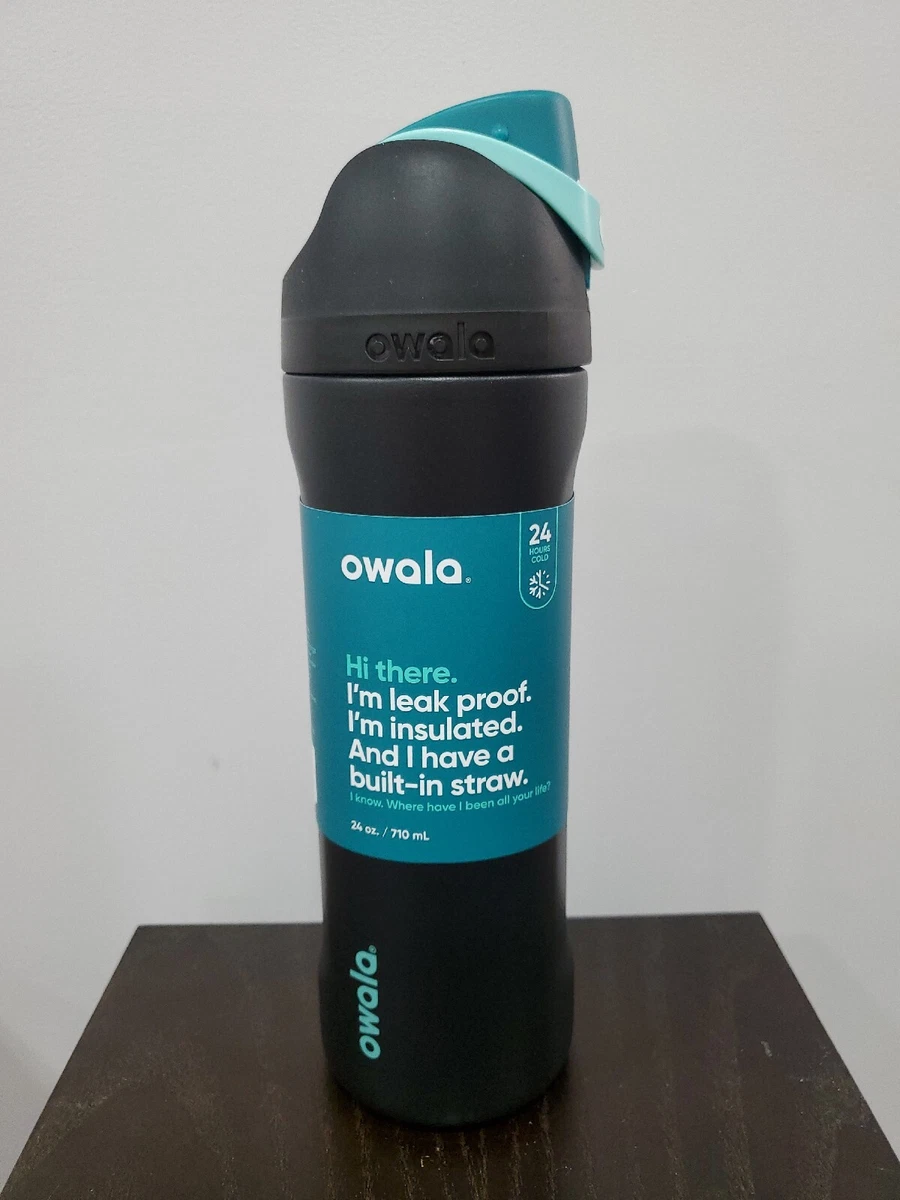 owala
owala®
24
HOURS
COLD
Hi there.
I'm leak proof.
I'm insulated.
And I have a
built-in straw.
I know. Where have I been all your life?
24 oz. / 710 mL
owala®